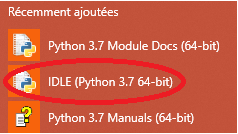 Récemment ajoutées
Python 3.7 Module Docs (64-bit)
IDLE (Python 3.7 64-bit)
Python 3.7 Manuals (64-bit)